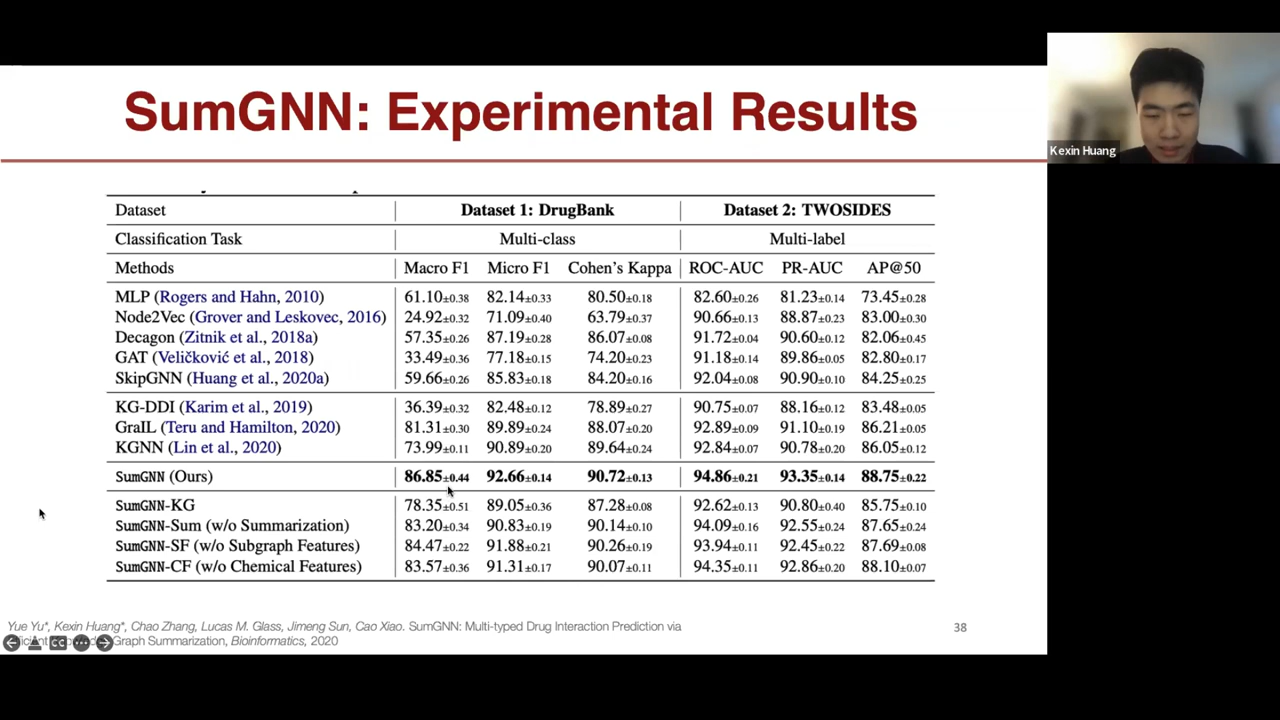 SumGNN: Experimental Results
Kexin Huang
Dataset Dataset 1: DrugBank Dataset 2: TWOSIDES
Classification Task Multi-class Multi-label
Methods Macro F1 Micro F1 Cohen's Kappa ROC-AUC PR-AUC AP@50
MLP (Rogers and Hahn, 2010) 61.10±0.38 82.14±0.33 80.50±0.18 82.60±0.26 81.23±0.14 73.45±0.28
Node2Vec (Grover and Leskovec, 2016) 24.92±0.32 71.09±0.40 63.79±0.37 90.66±0.13 88.87±0.23 83.00±0.30
Decagon (Zitnik et al., 2018a) 57.35±0.26 87.19±0.28 86.07±0.08 91.72±0.04 90.60±0.12 82.06±0.45
GAT (Veličković et al., 2018) 33.49±0.36 77.18±0.15 74.20±0.23 91.18±0.14 89.86±0.05 82.80±0.17
SkipGNN (Huang et al., 2020a) 59.66±0.26 85.83±0.18 84.20±0.16 92.04±0.08 90.90±0.10 84.25±0.25
KG-DDI (Karim et al., 2019) 36.39±0.32 82.48±0.12 78.89±0.27 90.75±0.07 88.16±0.12 83.48±0.05
GraIL (Teru and Hamilton, 2020) 81.31±0.30 89.89±0.24 88.07±0.20 92.89±0.09 91.10±0.19 86.21±0.05
KGNN (Lin et al., 2020) 73.99±0.11 90.89±0.20 89.64±0.24 92.84±0.07 90.78±0.20 86.05±0.12
SumGNN (Ours) 86.85±0.44 92.66±0.14 90.72±0.13 94.86±0.21 93.35±0.14 88.75±0.22
SumGNN-KG 78.35±0.51 89.05±0.36 87.28±0.08 92.62±0.13 90.80±0.40 85.75±0.10
SumGNN-Sum (w/o Summarization) 83.20±0.34 90.83±0.19 90.14±0.10 94.09±0.16 92.55±0.24 87.65±0.24
SumGNN-SF (w/o Subgraph Features) 84.47±0.22 91.88±0.21 90.26±0.19 93.94±0.11 92.45±0.22 87.69±0.08
SumGNN-CF (w/o Chemical Features) 83.57±0.36 91.31±0.17 90.07±0.11 94.35±0.11 92.86±0.20 88.10±0.07
Yue Yu*, Kexin Huang*, Chao Zhang, Lucas M. Glass, Jimeng Sun, Cao Xiao. SumGNN: Multi-typed Drug Interaction Prediction via
Graph Summarization, Bioinformatics, 2020
38